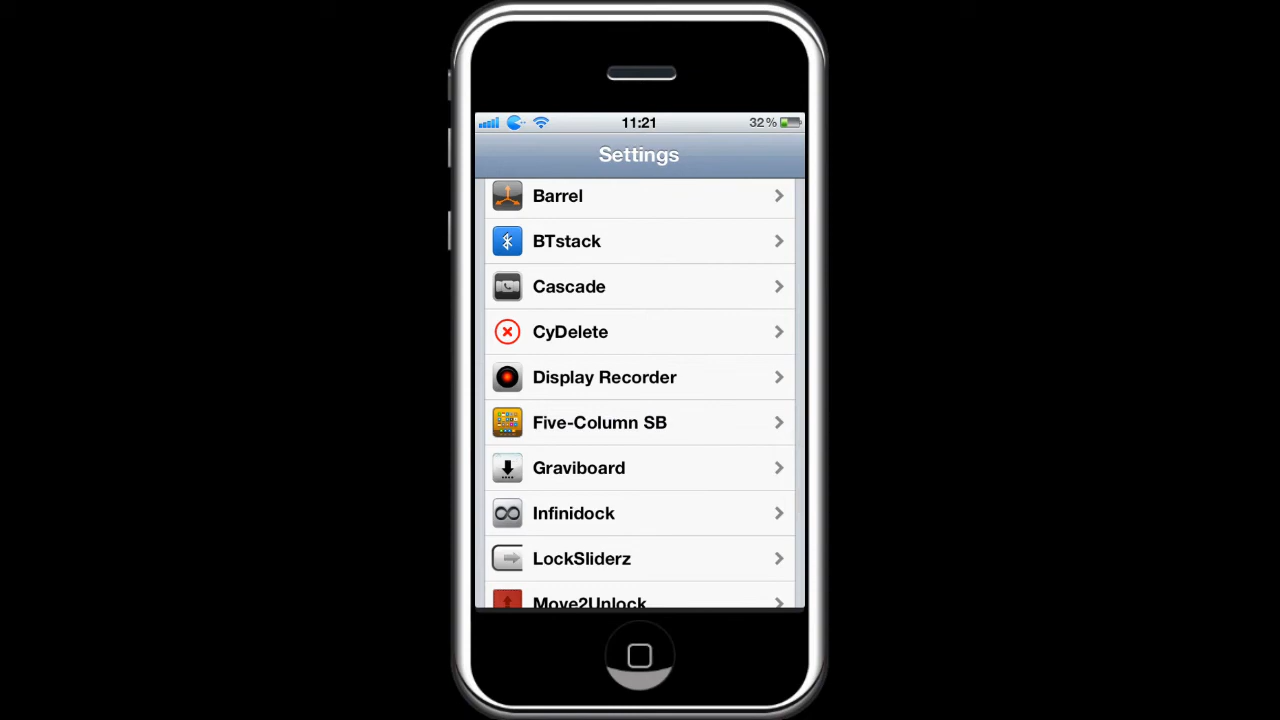 11:21 32%
Settings
Barrel
BTstack
Cascade
CyDelete
Display Recorder
Five-Column SB
Graviboard
Infinidock
LockSliderz
Move2Unlock